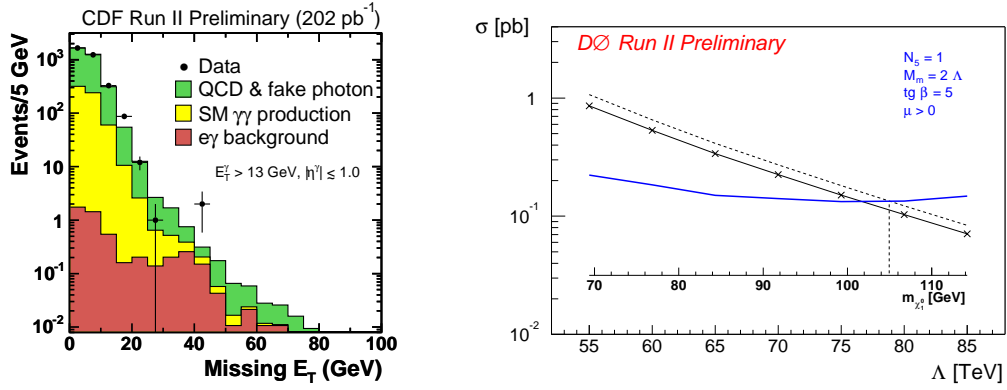 CDF Run II Preliminary (202 pb⁻¹)
Events/5 GeV
10³
10²
10
1
10⁻¹
10⁻²
Data
QCD & fake photon
SM γγ production
eγ background
E_T^γ > 13 GeV, |η^γ| ≲ 1.0
0 20 40 60 80 100
Missing E_T (GeV)
σ [pb]
DØ Run II Preliminary
N₅ = 1
Mₘ = 2 Λ
tg β = 5
μ > 0
1
10⁻¹
10⁻²
70 80 90 100 110
m_χ̃₁⁰ [GeV]
55 60 65 70 75 80 85
Λ [TeV]